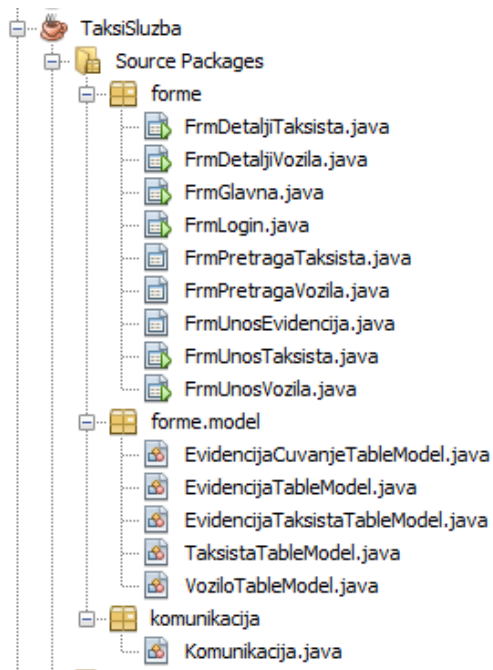 TaksiSluzba
Source Packages
forme
FrmDetaljiTaksista.java
FrmDetaljiVozila.java
FrmGlavna.java
FrmLogin.java
FrmPretragaTaksista.java
FrmPretragaVozila.java
FrmUnosEvidencija.java
FrmUnosTaksista.java
FrmUnosVozila.java
forme.model
EvidencijaCuvanjeTableModel.java
EvidencijaTableModel.java
EvidencijaTaksistaTableModel.java
TaksistaTableModel.java
VoziloTableModel.java
komunikacija
Komunikacija.java